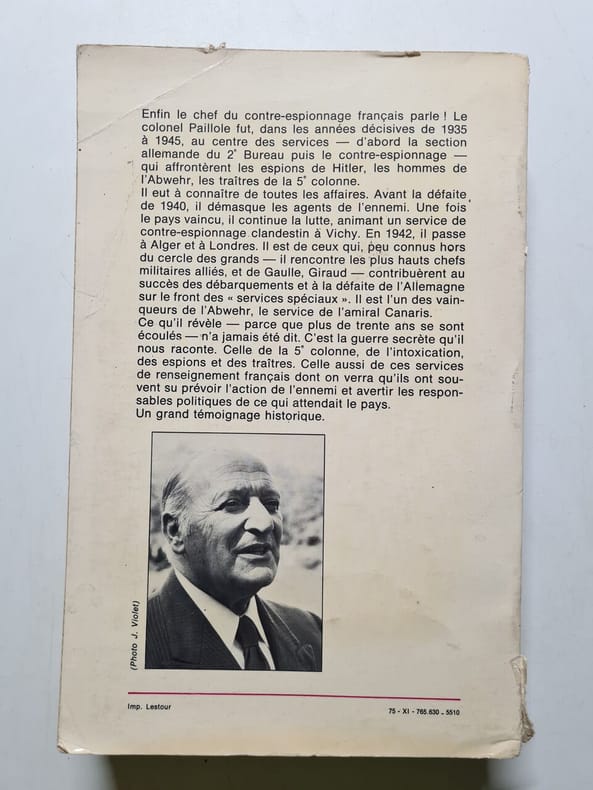 Enfin le chef du contre-espionnage français parle ! Le
colonel Paillole fut, dans les années décisives de 1935
à 1945, au centre des services — d'abord la section
allemande du 2° Bureau puis le contre-espionnage —
qui affrontèrent les espions de Hitler, les hommes de
l'Abwehr, les traîtres de la 5° colonne.
Il eut à connaître de toutes les affaires. Avant la défaite
de 1940, il démasque les agents de l'ennemi. Une fois
le pays vaincu, il continue la lutte, animant un service de
contre-espionnage clandestin à Vichy. En 1942, il passe
à Alger et à Londres. Il est de ceux qui, peu connus hors
du cercle des grands — il rencontre les plus hauts chefs
militaires alliés, et de Gaulle, Giraud — contribuèrent au
succès des débarquements et à la défaite de l'Allemagne
sur le front des « services spéciaux ». Il est l'un des vain-
queurs de l'Abwehr, le service de l'amiral Canaris.
Ce qu'il révèle — parce que plus de trente ans se sont
écoulés — n'a jamais été dit. C'est la guerre secrète qu'il
nous raconte. Celle de la 5° colonne, de l'intoxication,
des espions et des traîtres. Celle aussi de ces services
de renseignement français dont on verra qu'ils ont sou-
vent su prévoir l'action de l'ennemi et avertir les respon-
sables politiques de ce qui attendait le pays.
Un grand témoignage historique.
(Photo J. Violet)
Imp. Lestour
75 - XI - 765.630 - 5510